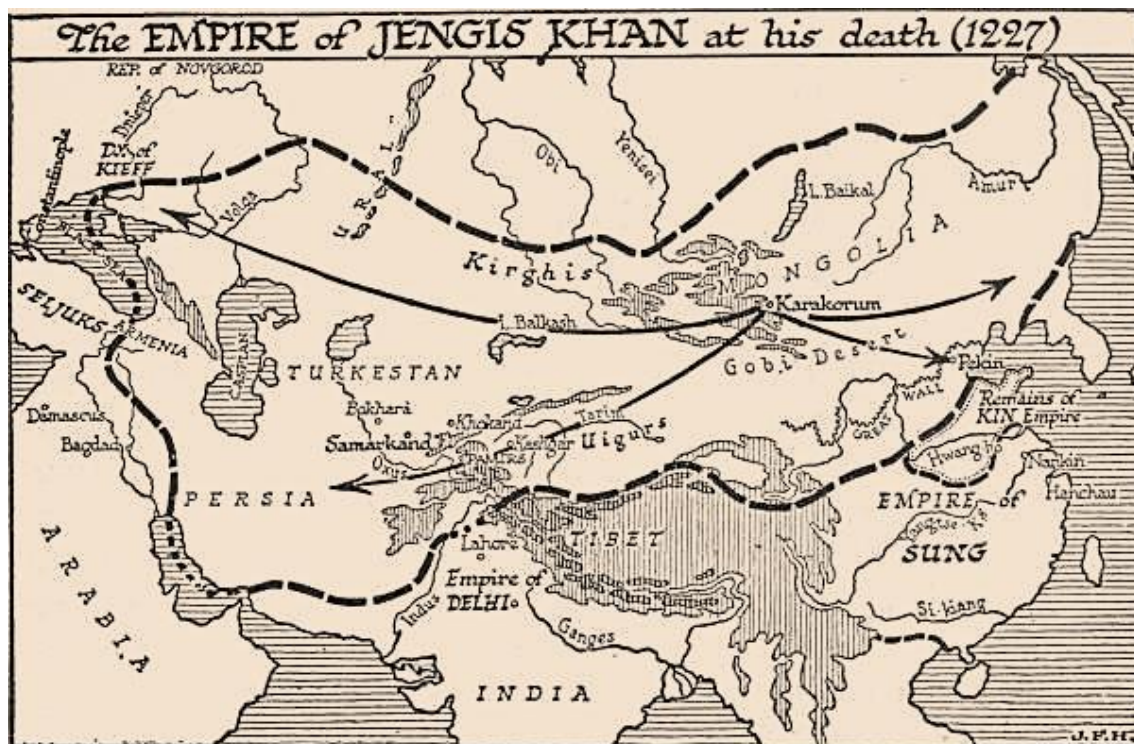 The EMPIRE of JENGIS KHAN at his death (1227)
REP. of NOVGOROD
Dnieper
Dy. of
KIEFF
Constantinople
Volga
URAL
Obi
Yenisei
L. Baikal
Amur
MONGOLIA
Kirghis
Karakorum
SELJUKS
ARMENIA
CASPIAN
L. Balkash
Gobi Desert
Pekin
TURKESTAN
GREAT WALL
Remains of
KIN Empire
Bokhara
Khokand
Tarim
Damascus
Bagdad
Samarkand
Kashgar
Uigurs
PAMIRS
Oxus
Hwang ho
Nankin
Hanchau
PERSIA
EMPIRE of
SUNG
Yangtse Kg
Lahore
TIBET
Empire of
DELHI
Indus
Ganges
Si-kiang
ARABIA
INDIA
J.F.H.